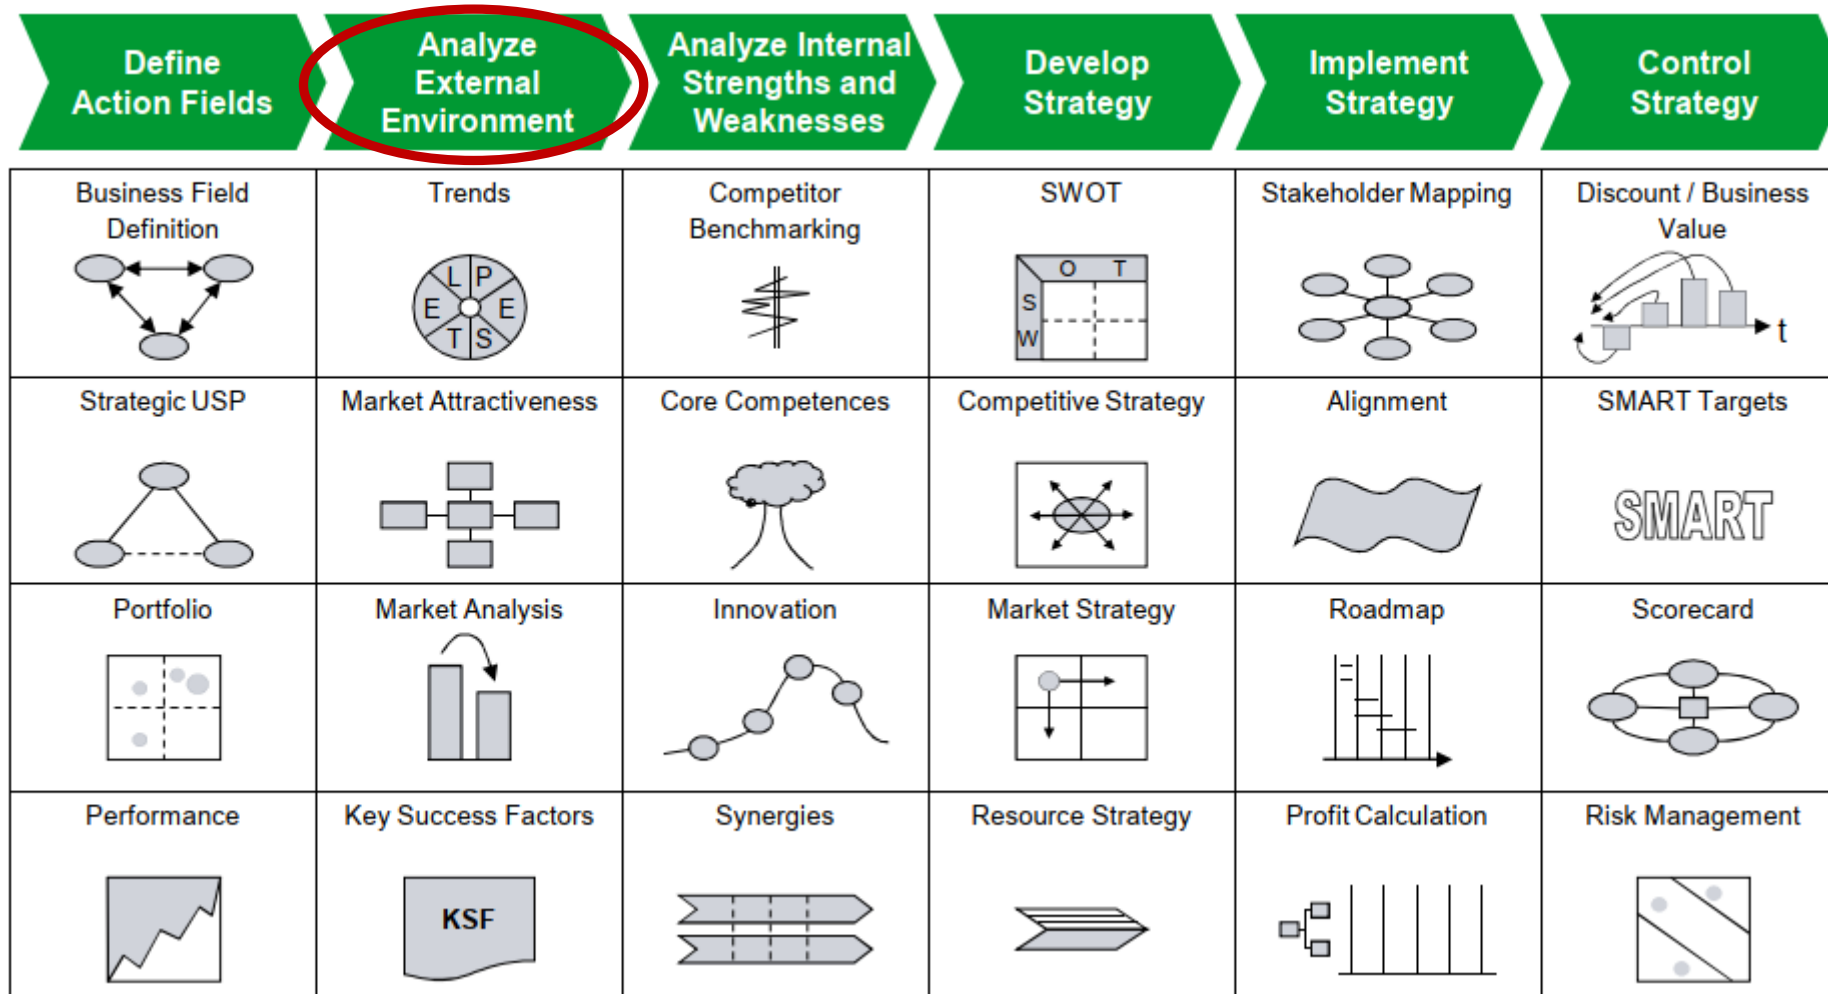 Define
Action Fields
Analyze
External
Environment
Analyze Internal
Strengths and
Weaknesses
Develop
Strategy
Implement
Strategy
Control
Strategy
Business Field
Definition
Trends
L P
E E
T S
Competitor
Benchmarking
SWOT
O T
S
W
Stakeholder Mapping
Discount / Business
Value
t
Strategic USP
Market Attractiveness
Core Competences
Competitive Strategy
Alignment
SMART Targets
SMART
Portfolio
Market Analysis
Innovation
Market Strategy
Roadmap
Scorecard
Performance
Key Success Factors
KSF
Synergies
Resource Strategy
Profit Calculation
Risk Management